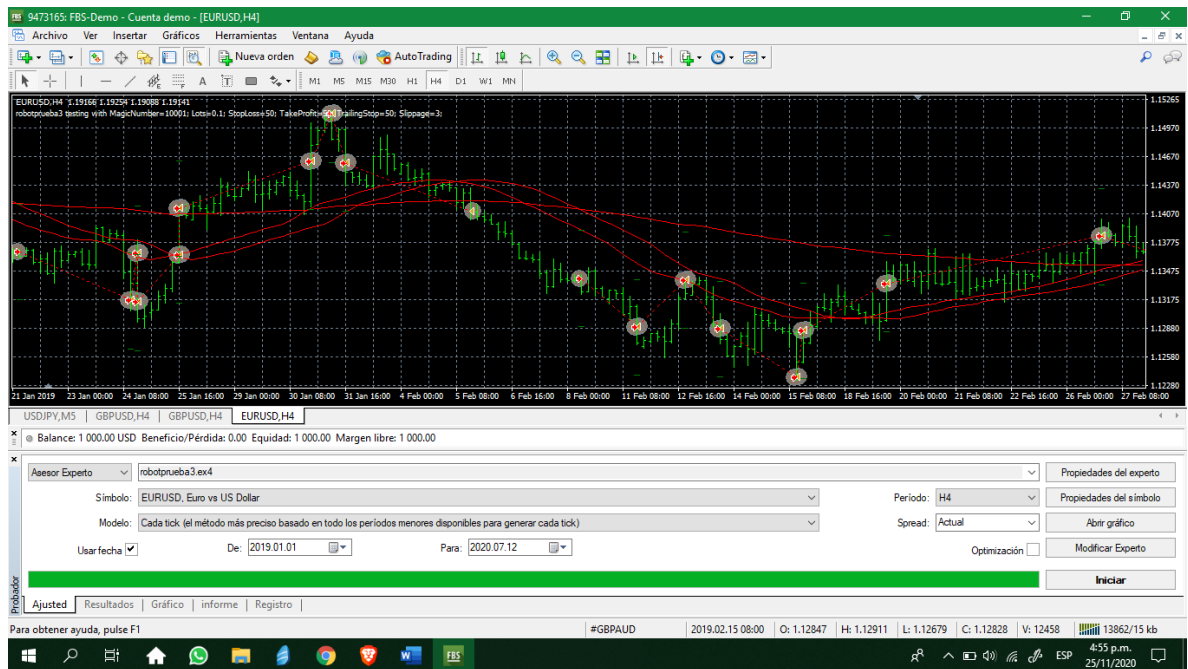 9473165: FBS-Demo - Cuenta demo - [EURUSD,H4]
Archivo Ver Insertar Gráficos Herramientas Ventana Ayuda
Nueva orden AutoTrading
A T M1 M5 M15 M30 H1 H4 D1 W1 MN
EURUSD,H4 1.19166 1.19254 1.19088 1.19141
robotprueba3 testing with MagicNumber=10001; Lots=0.1; StopLoss=50; TakeProfit=50; TrailingStop=50; Slippage=3;
1.15265
1.14970
1.14670
1.14370
1.14070
1.13775
1.13475
1.13175
1.12880
1.12580
1.12280
21 Jan 2019 23 Jan 00:00 24 Jan 08:00 25 Jan 16:00 29 Jan 00:00 30 Jan 08:00 31 Jan 16:00 4 Feb 00:00 5 Feb 08:00 6 Feb 16:00 8 Feb 00:00 11 Feb 08:00 12 Feb 16:00 14 Feb 00:00 15 Feb 08:00 18 Feb 16:00 20 Feb 00:00 21 Feb 08:00 22 Feb 16:00 26 Feb 00:00 27 Feb 08:00
USDJPY,M5 | GBPUSD,H4 | GBPUSD,H4 | EURUSD,H4
Balance: 1 000.00 USD Beneficio/Pérdida: 0.00 Equidad: 1 000.00 Margen libre: 1 000.00
Asesor Experto robotprueba3.ex4 Propiedades del experto
Símbolo: EURUSD, Euro vs US Dollar Período: H4 Propiedades del símbolo
Modelo: Cada tick (el método más preciso basado en todo los períodos menores disponibles para generar cada tick) Spread: Actual Abrir gráfico
Usar fecha De: 2019.01.01 Para: 2020.07.12 Optimización Modificar Experto
Iniciar
Probador
Ajusted | Resultados | Gráfico | informe | Registro |
Para obtener ayuda, pulse F1 #GBPAUD 2019.02.15 08:00 O: 1.12847 H: 1.12911 L: 1.12679 C: 1.12828 V: 12458 13862/15 kb
FBS ESP 4:55 p.m.
25/11/2020